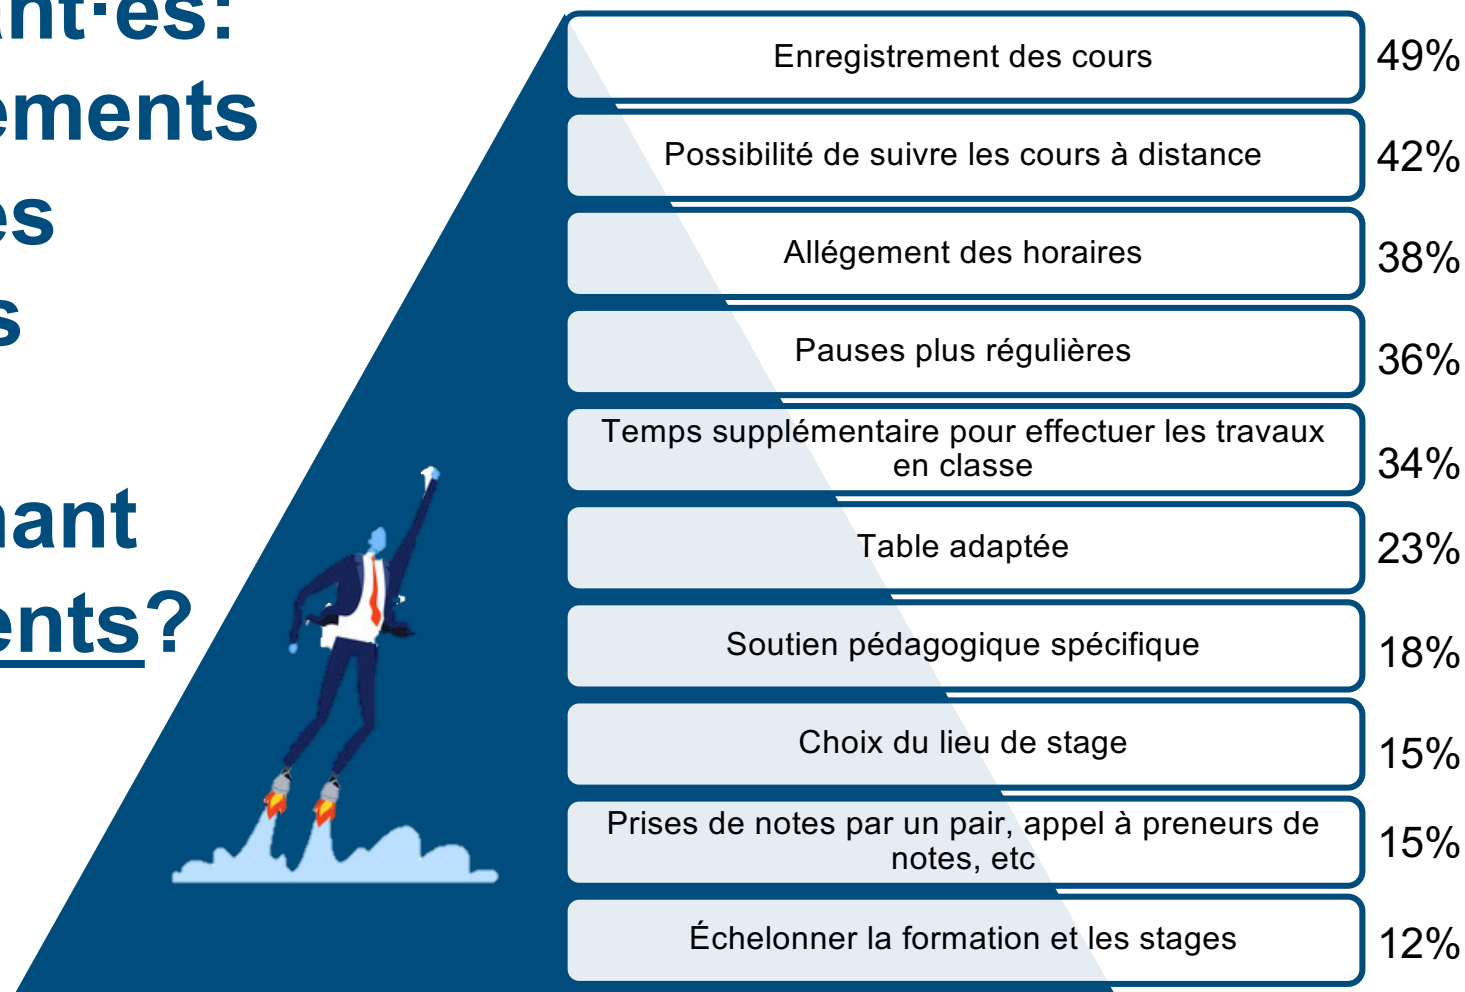 ant·es:
ements
es
s
nant
ents?
Enregistrement des cours
49%
Possibilité de suivre les cours à distance
42%
Allégement des horaires
38%
Pauses plus régulières
36%
Temps supplémentaire pour effectuer les travaux
en classe
34%
Table adaptée
23%
Soutien pédagogique spécifique
18%
Choix du lieu de stage
15%
Prises de notes par un pair, appel à preneurs de
notes, etc
15%
Échelonner la formation et les stages
12%